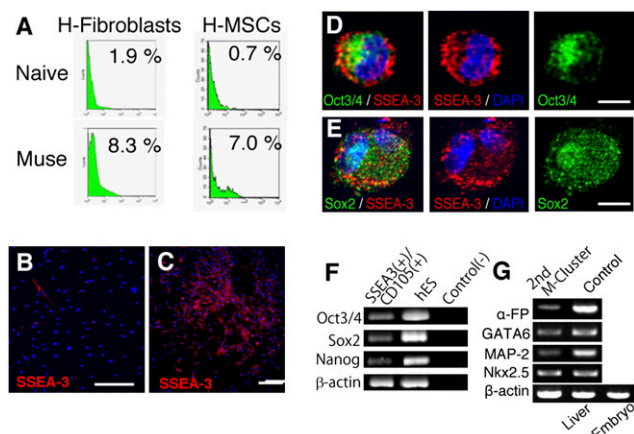 A
H-Fibroblasts
H-MSCs
Naive
1.9 %
0.7 %
Muse
8.3 %
7.0 %
B
SSEA-3
C
SSEA-3
D
Oct3/4 / SSEA-3
SSEA-3 / DAPI
Oct3/4
E
Sox2 / SSEA-3
SSEA-3 / DAPI
Sox2
F
SSEA3(+)/
CD105(+)
hES
Control(-)
Oct3/4
Sox2
Nanog
β-actin
G
2nd
M-Cluster
Control
α-FP
GATA6
MAP-2
Nkx2.5
β-actin
Liver
Embryo